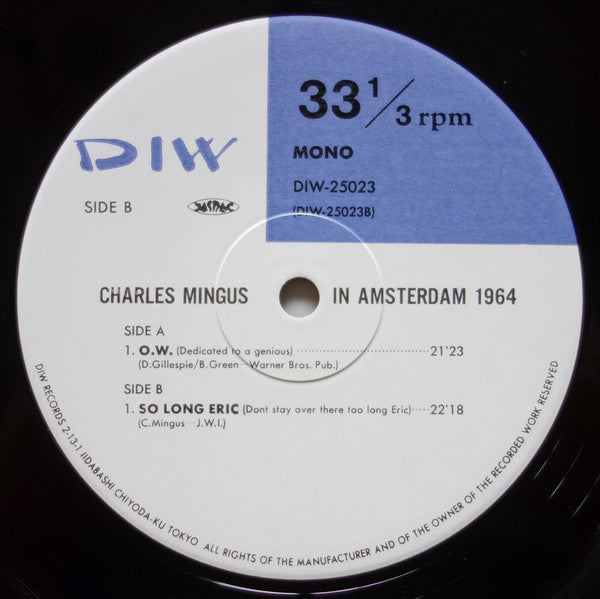 33 1/3 rpm
DIW
MONO
DIW-25023
SIDE B
JASRAC
(DIW-25023B)
CHARLES MINGUS IN AMSTERDAM 1964
SIDE A
1. O.W. (Dedicated to a genious) 21'23
(D.Gillespie/B.Green—Warner Bros. Pub.)
SIDE B
1. SO LONG ERIC (Dont stay over there too long Eric) 22'18
(C.Mingus—J.W.I.)
DIW RECORDS 2-13-1 IIDABASHI CHIYODA-KU TOKYO ALL RIGHTS OF THE MANUFACTURER AND OF THE OWNER OF THE RECORDED WORK RESERVED